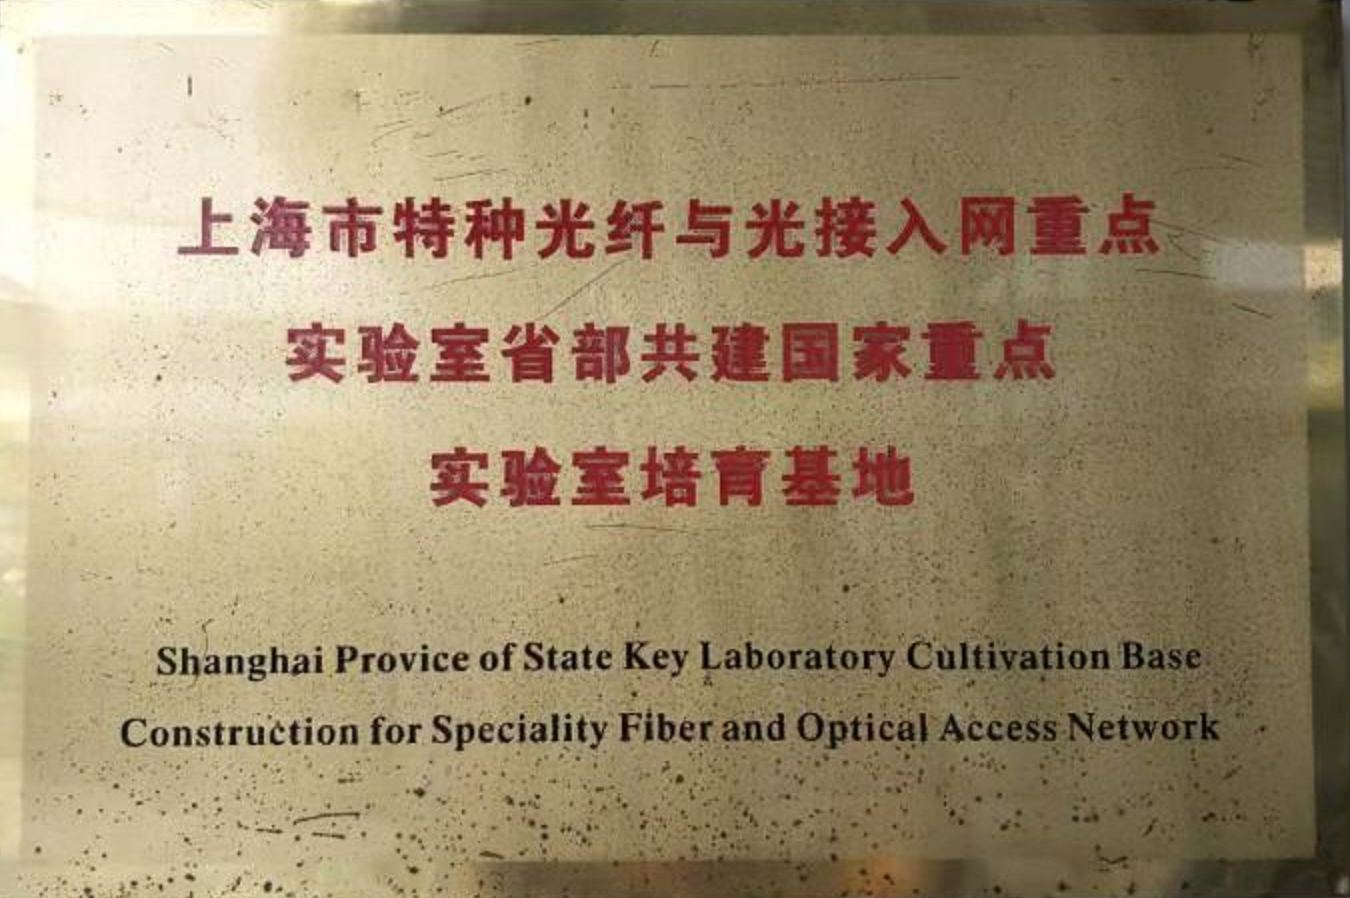 上海市特种光纤与光接入网重点
实验室省部共建国家重点
实验室培育基地
Shanghai Provice of State Key Laboratory Cultivation Base
Construction for Speciality Fiber and Optical Access Network